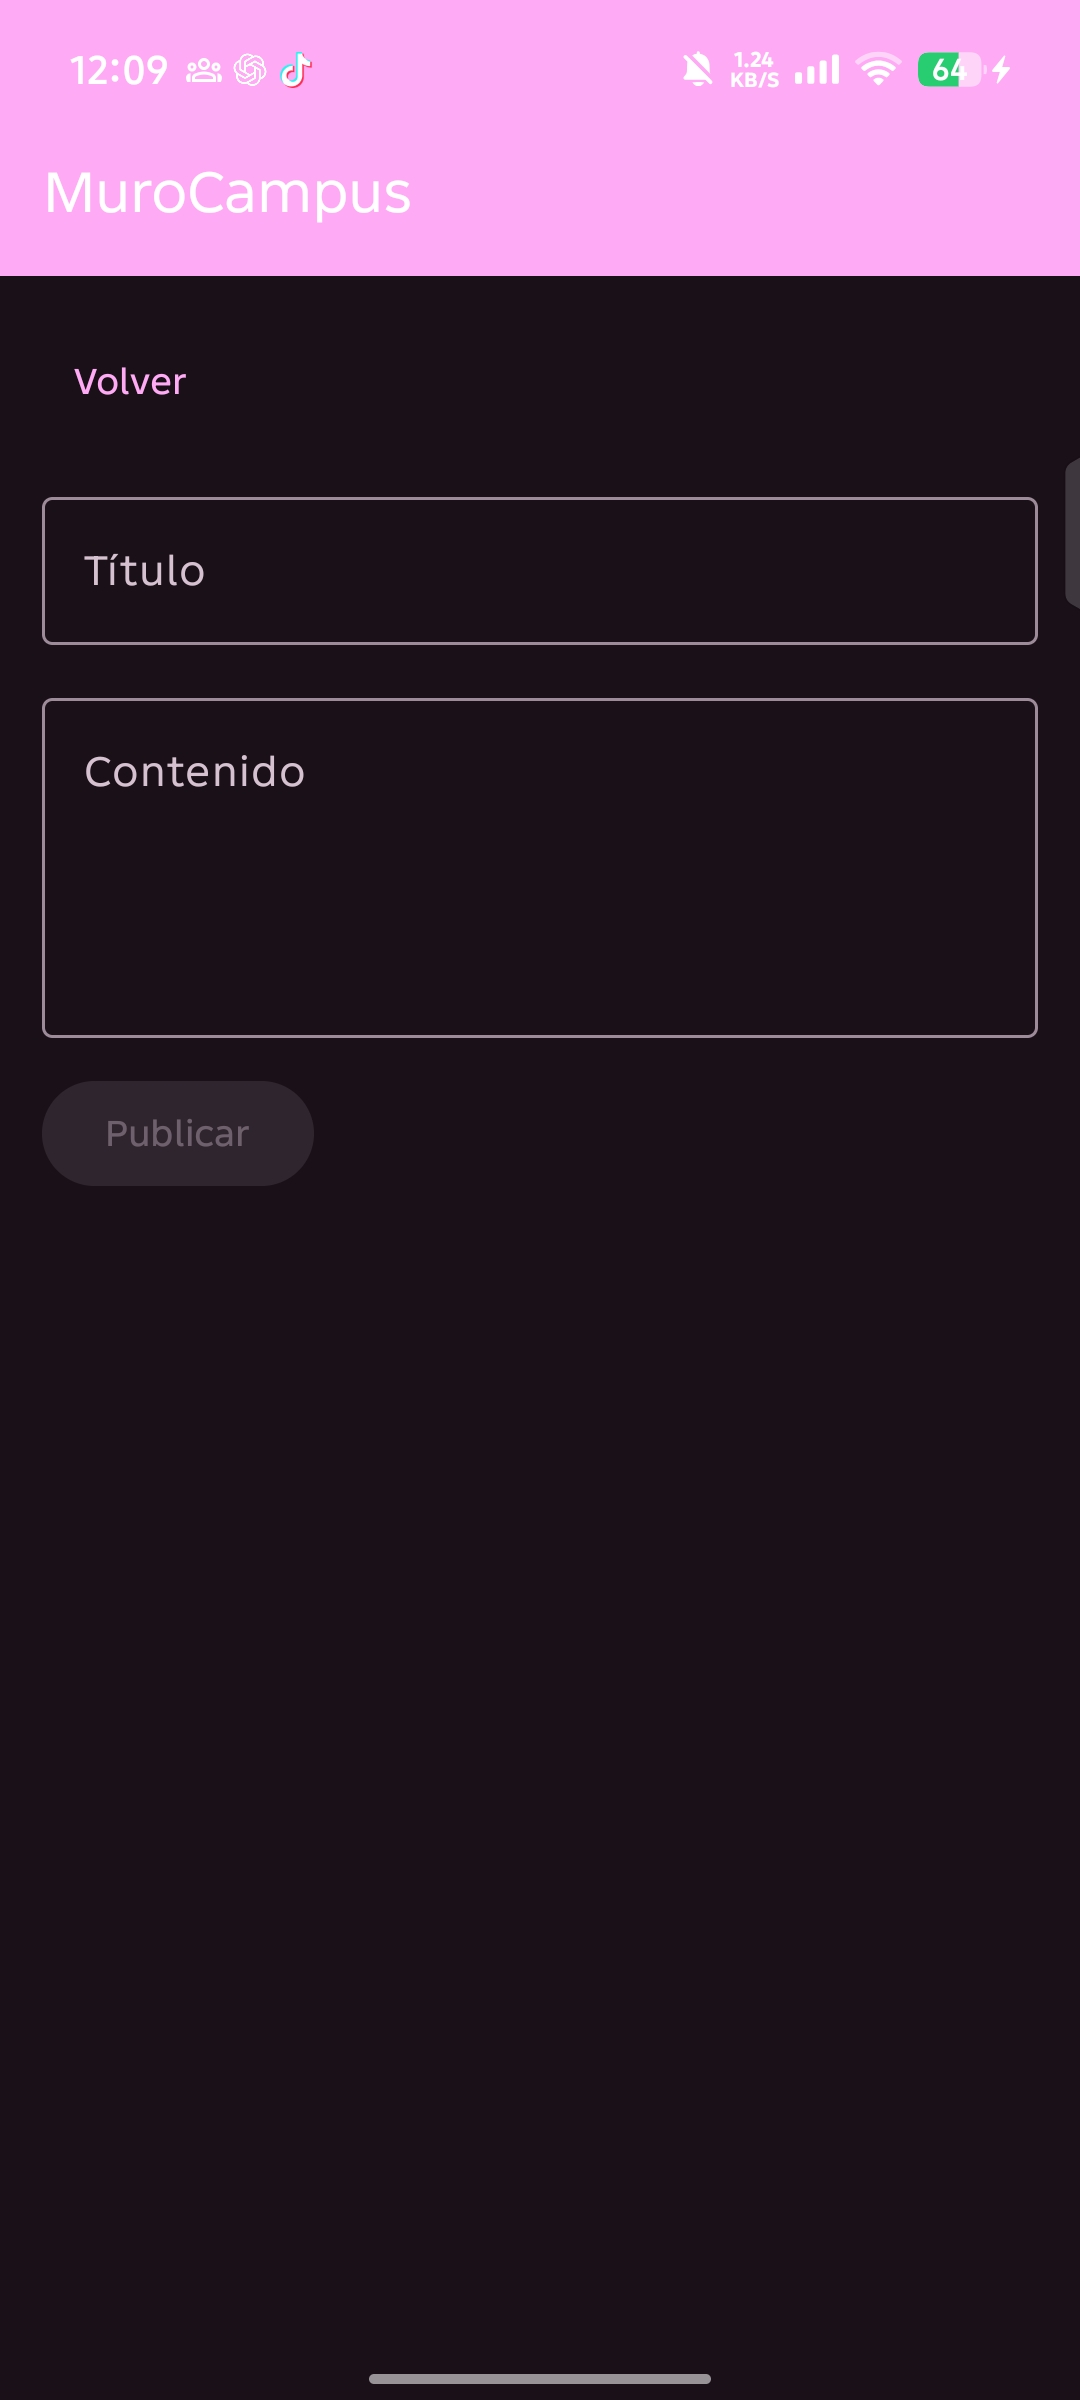 12:09
1.24
KB/S
64
MuroCampus
Volver
Título
Contenido
Publicar